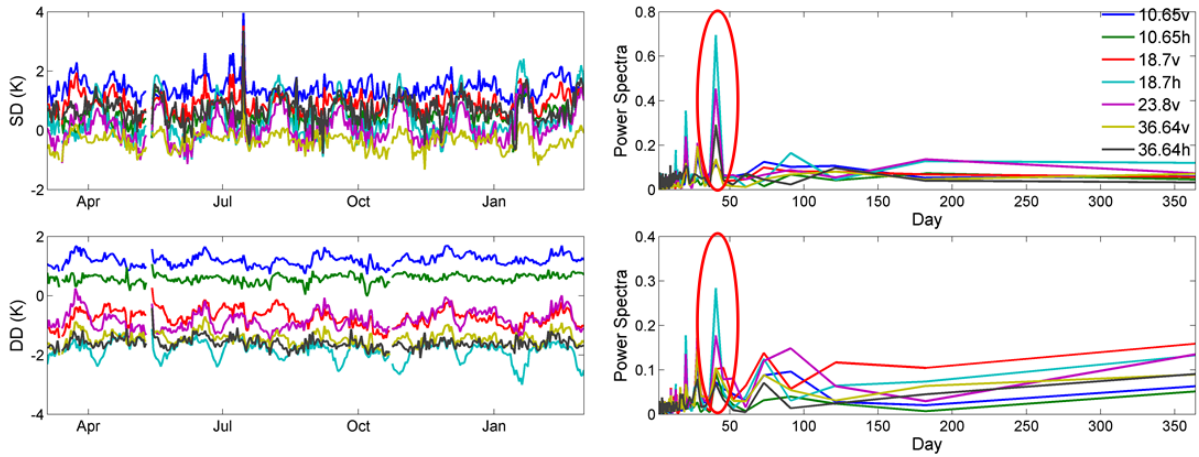 SD (K)
4
2
0
-2
Apr
Jul
Oct
Jan
Power Spectra
0.8
0.6
0.4
0.2
0
50
100
150
200
250
300
350
Day
10.65v
10.65h
18.7v
18.7h
23.8v
36.64v
36.64h
DD (K)
2
0
-2
-4
Apr
Jul
Oct
Jan
Power Spectra
0.4
0.3
0.2
0.1
0
50
100
150
200
250
300
350
Day